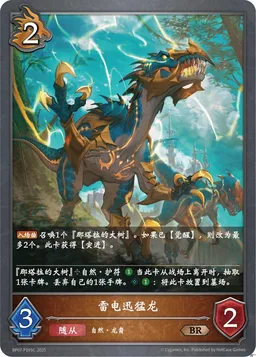 2
入场曲 召唤1个『那塔拉的大树』。如果已【觉醒】，则改为最
多2个。此卡获得【突进】。
『那塔拉的大树』自然·护符 1 当此卡从战场上离开时，抽取
1张卡牌。丢弃自己的1张手牌。 1 ：将此卡放置到墓场。
雷电迅猛龙
3
随从
自然·龙裔
BR
2